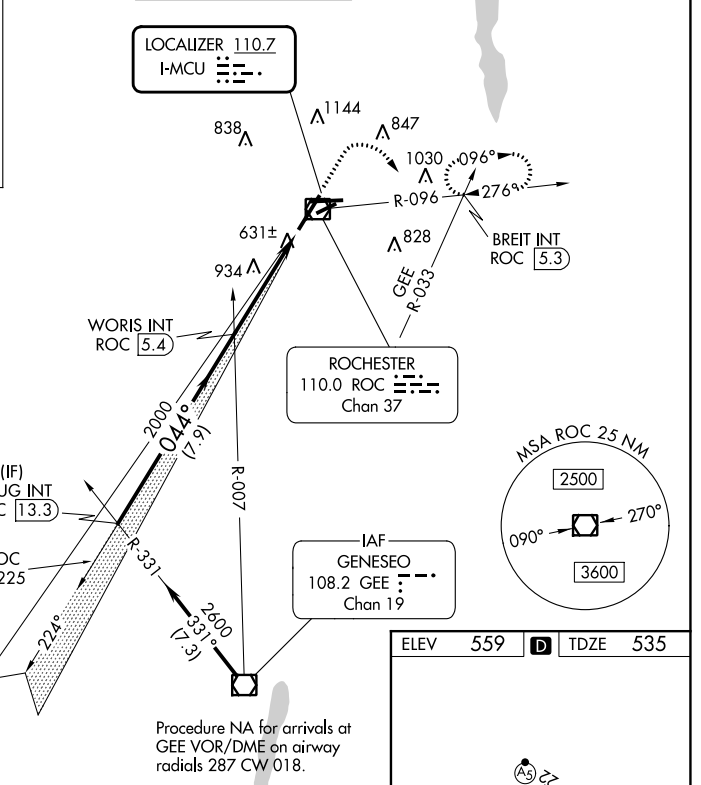 LOCALIZER 110.7
I-MCU
838
1144
847
1030
096°
R-096
276°
631±
934
828
BREIT INT
ROC 5.3
GEE
R-033
WORIS INT
ROC 5.4
ROCHESTER
110.0 ROC
Chan 37
2000
044°
(7.9)
MSA ROC 25 NM
2500
090°
270°
3600
(IF)
UG INT
C 13.3
R-007
R-331
OC
225
IAF
GENESEO
108.2 GEE
Chan 19
2600
331°
(7.3)
224°
ELEV 559 D TDZE 535
Procedure NA for arrivals at
GEE VOR/DME on airway
radials 287 CW 018.
A5
22